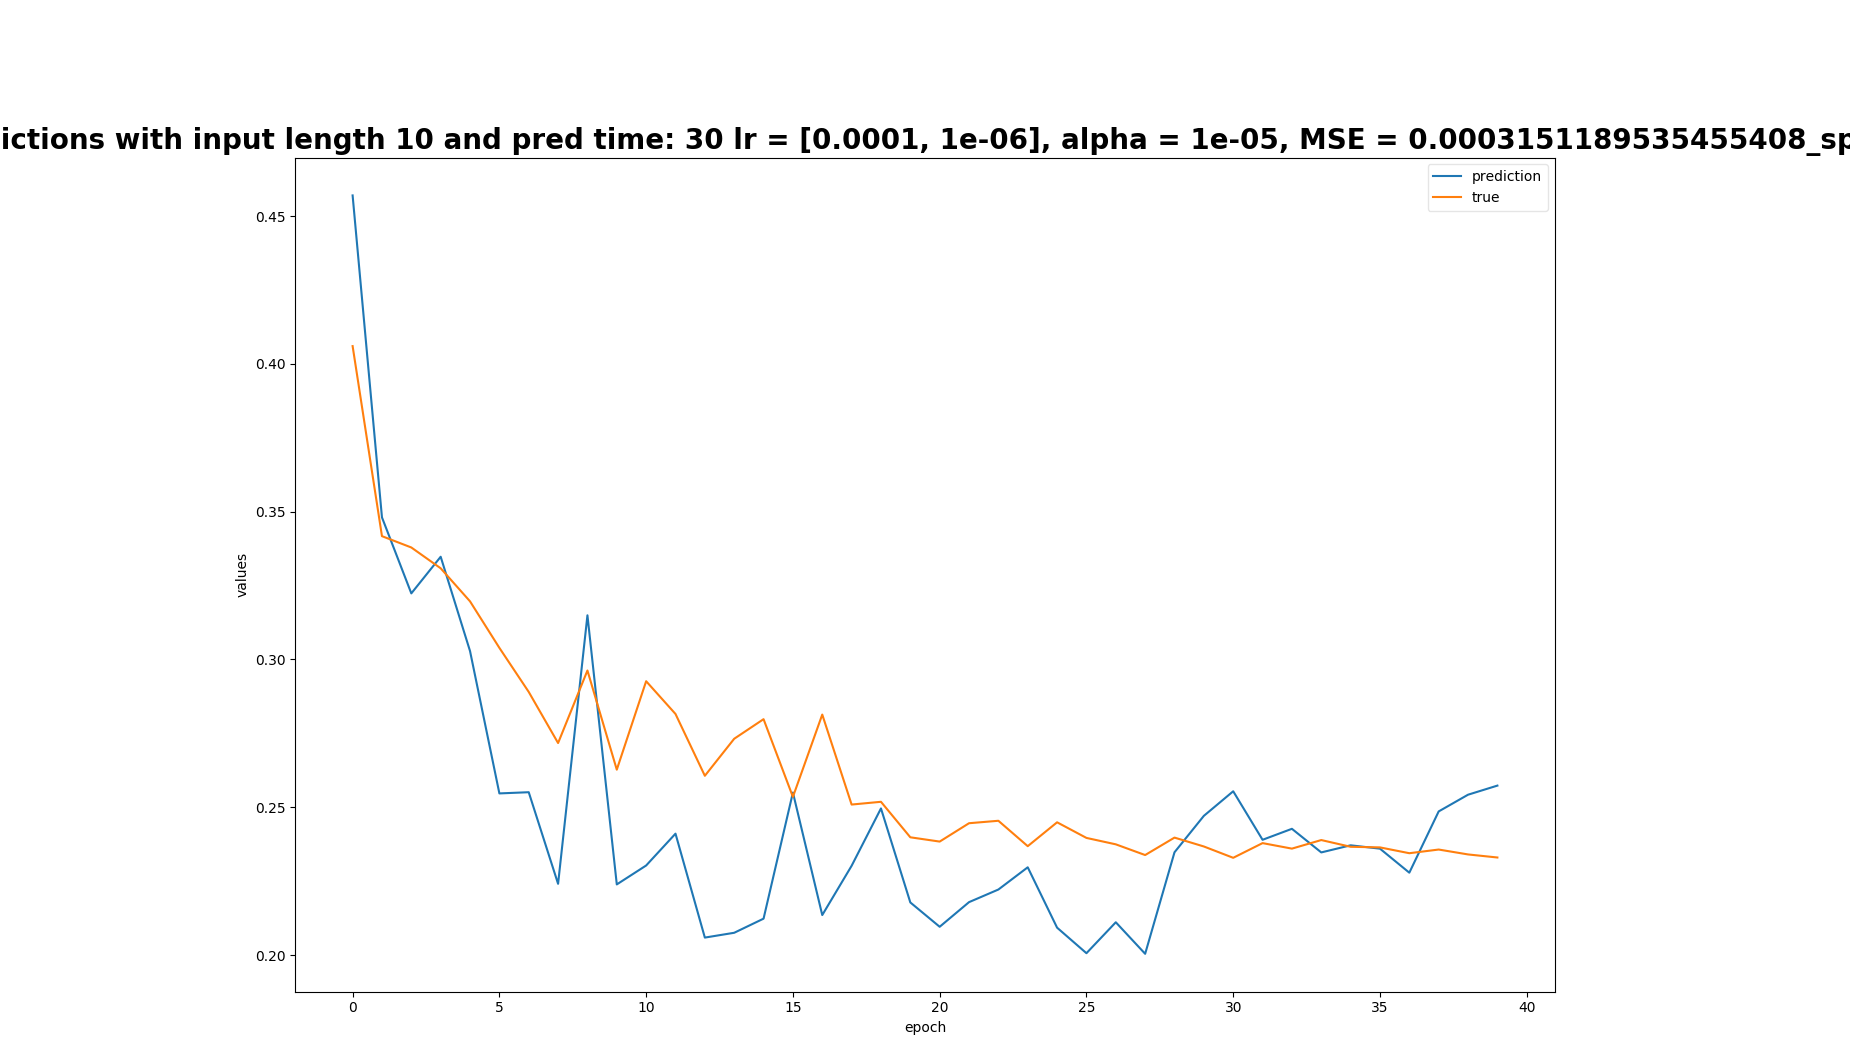 ictions with input length 10 and pred time: 30 lr = [0.0001, 1e-06], alpha = 1e-05, MSE = 0.0003151189535455408_sp
prediction
true
0.45
0.40
0.35
0.30
0.25
0.20
values
0 5 10 15 20 25 30 35 40
epoch